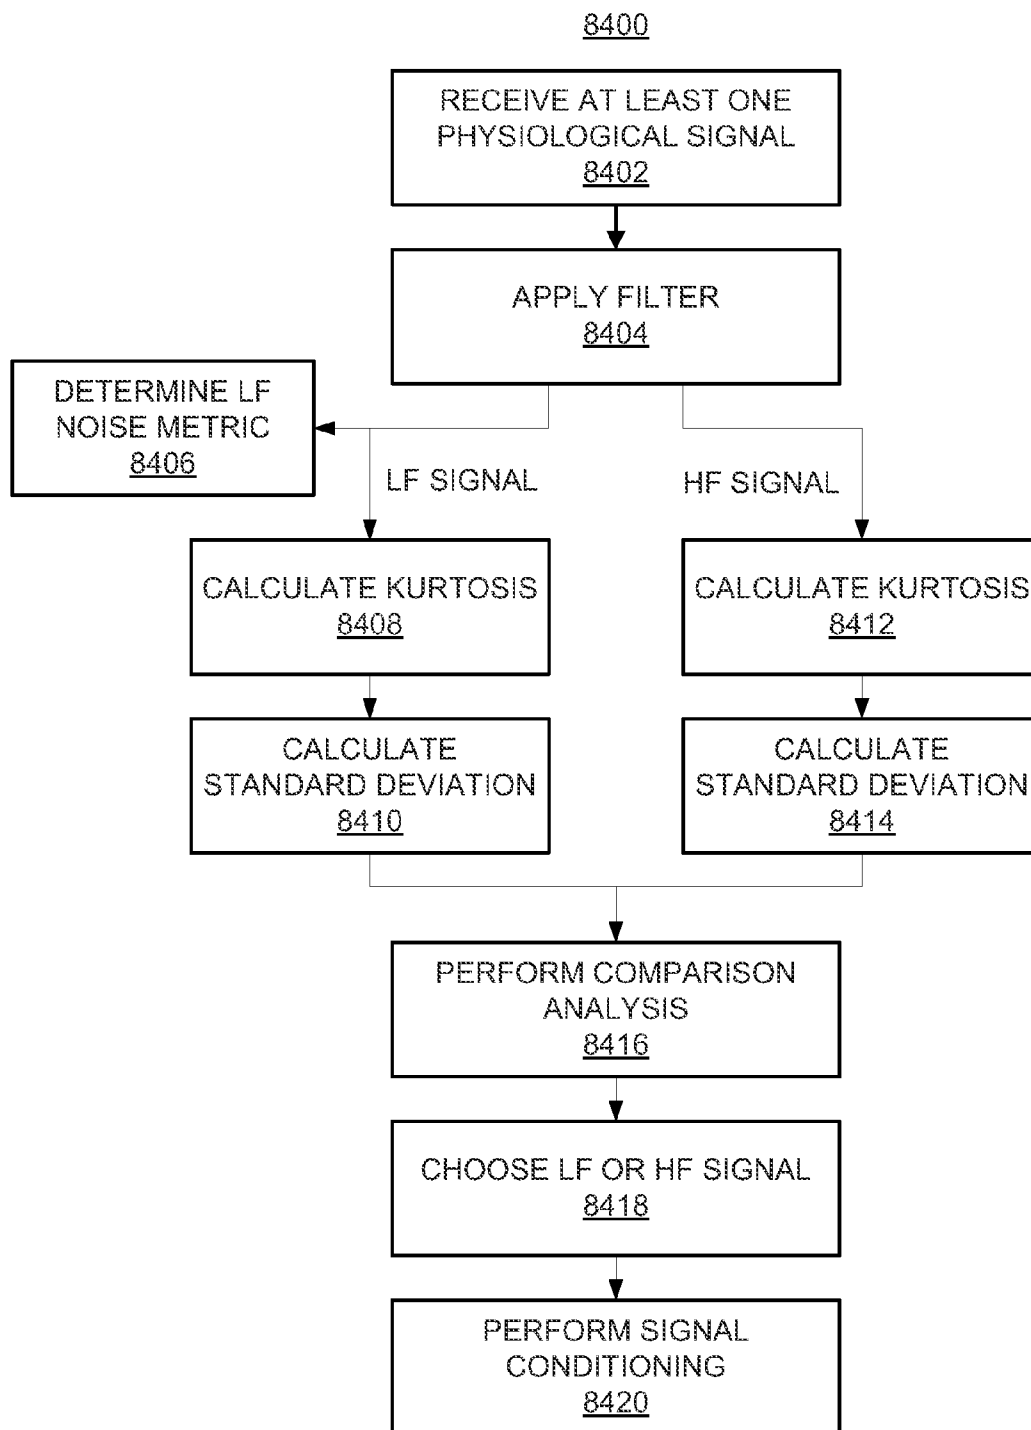 8400
RECEIVE AT LEAST ONE
PHYSIOLOGICAL SIGNAL
8402
APPLY FILTER
8404
DETERMINE LF
NOISE METRIC
8406
LF SIGNAL
HF SIGNAL
CALCULATE KURTOSIS
8408
CALCULATE KURTOSIS
8412
CALCULATE
STANDARD DEVIATION
8410
CALCULATE
STANDARD DEVIATION
8414
PERFORM COMPARISON
ANALYSIS
8416
CHOOSE LF OR HF SIGNAL
8418
PERFORM SIGNAL
CONDITIONING
8420